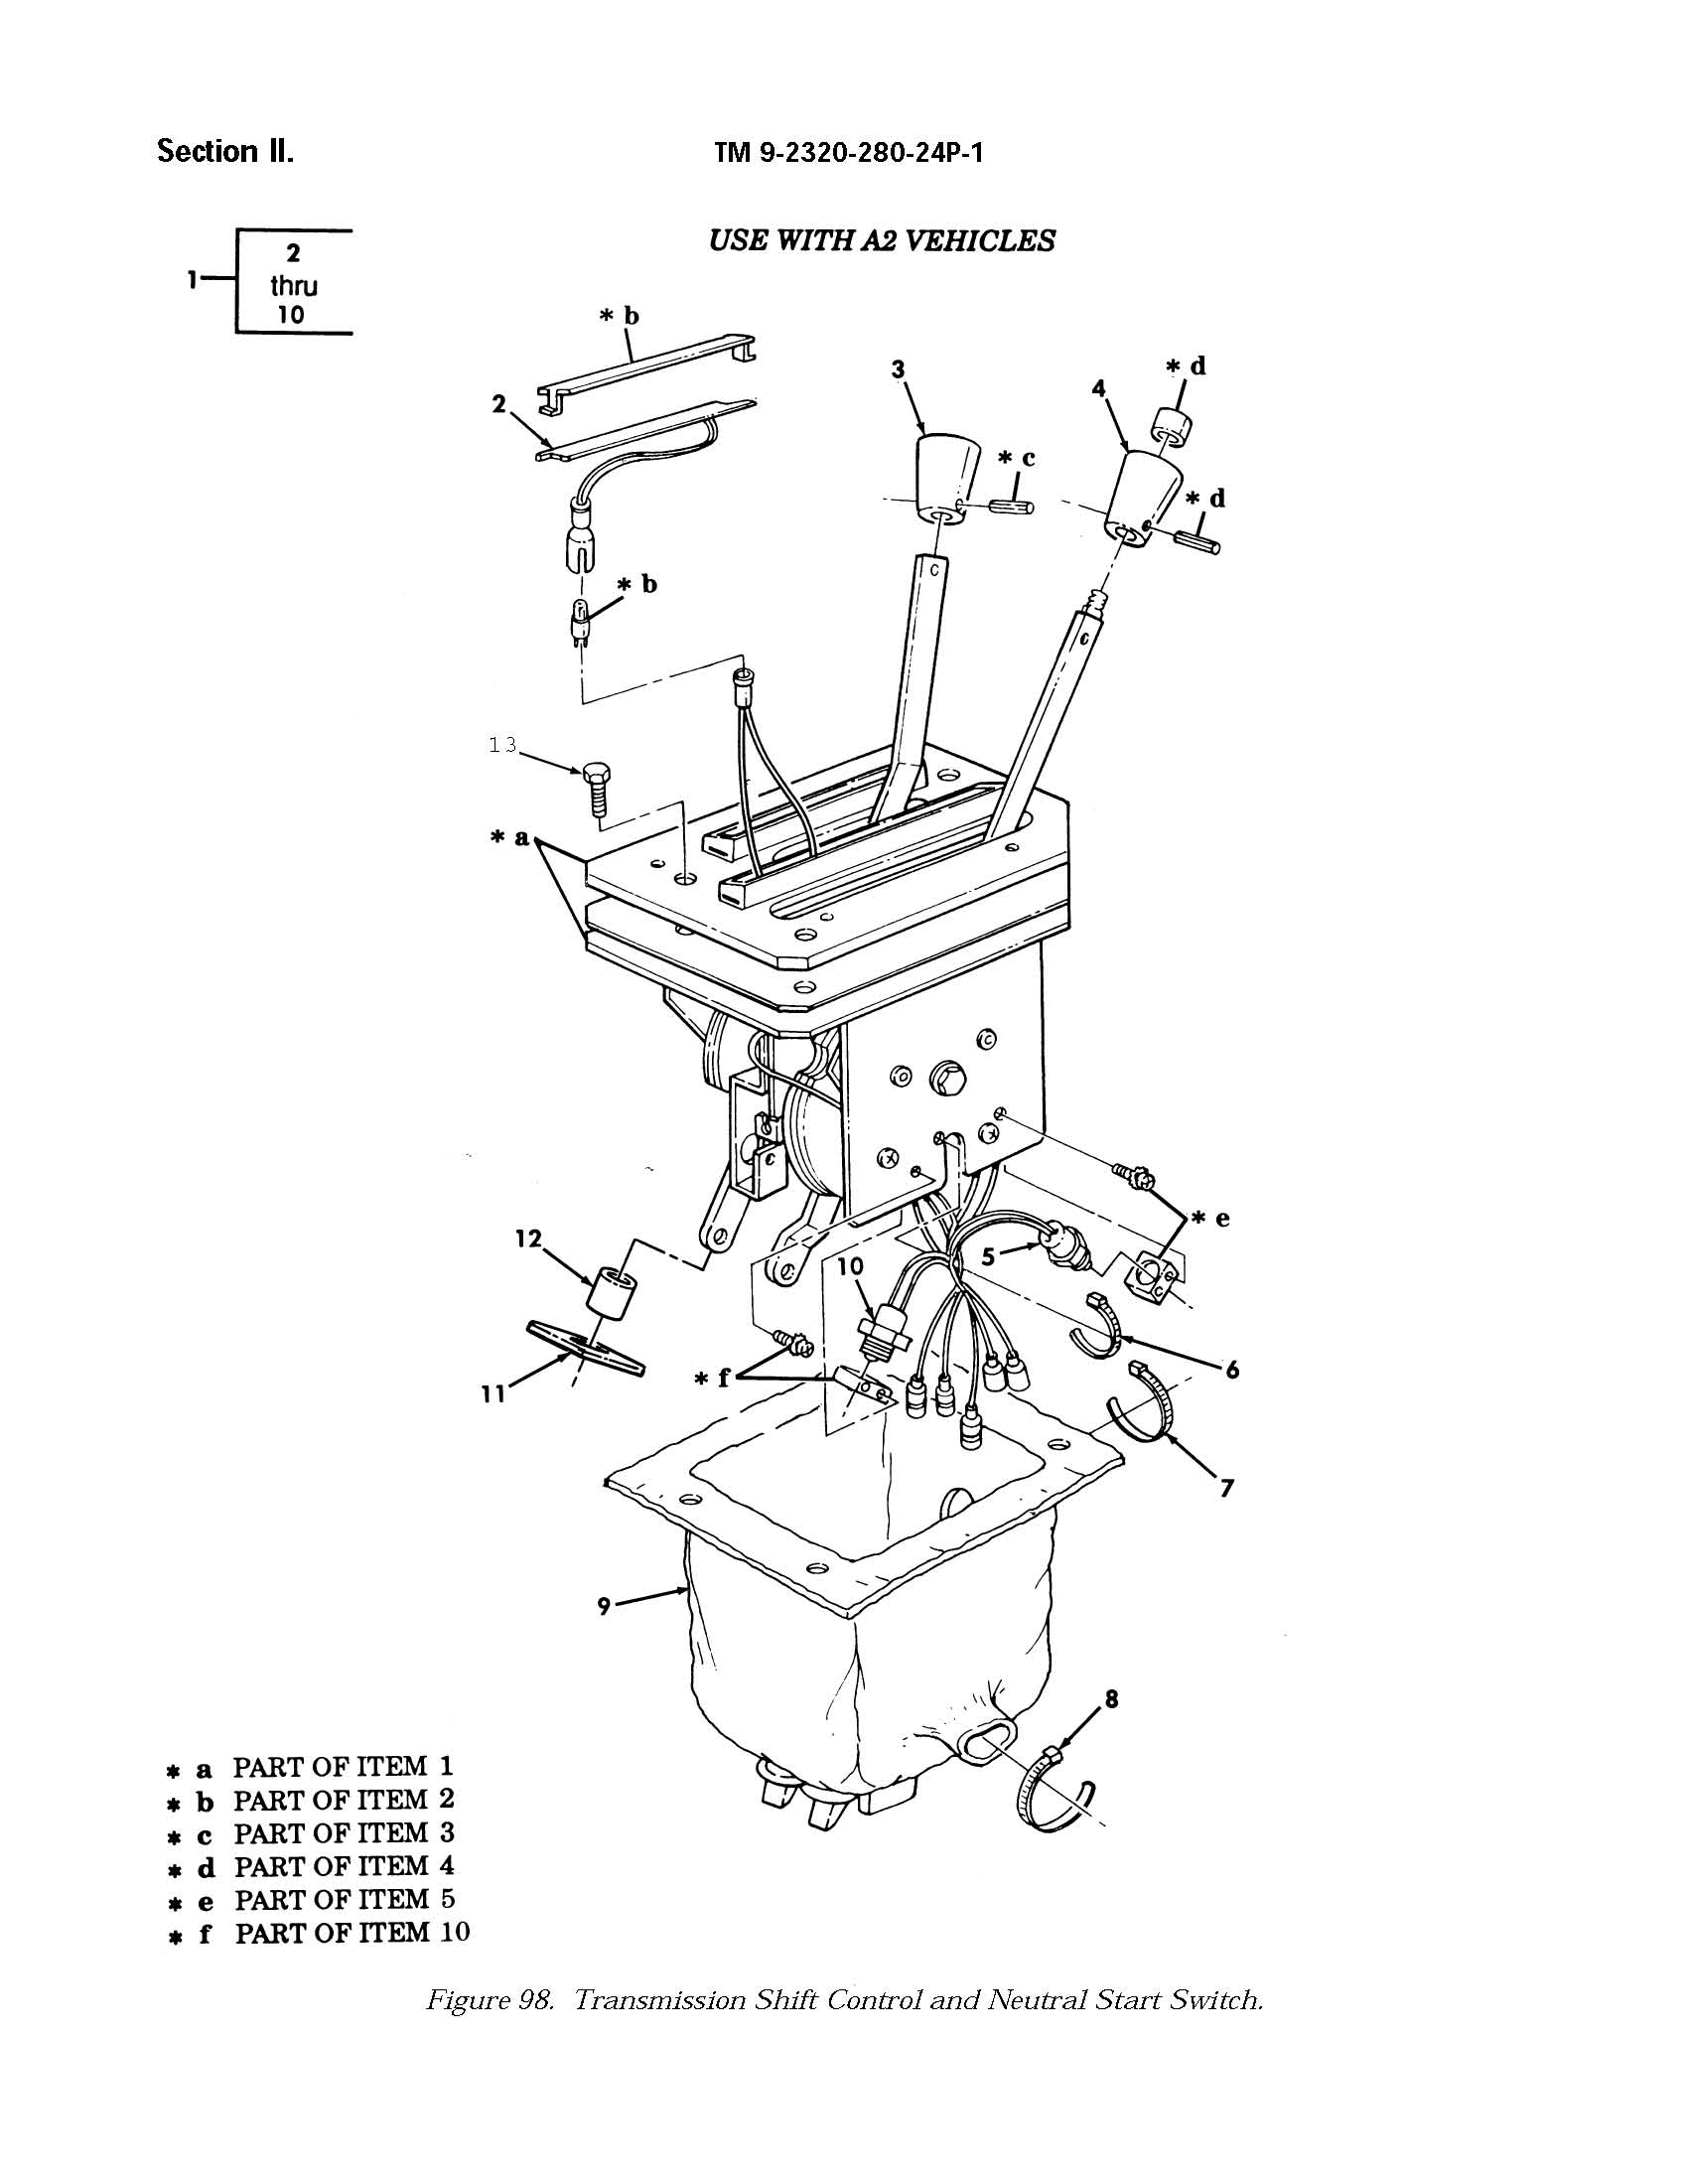 Section II.
TM 9-2320-280-24P-1
USE WITH A2 VEHICLES
1
2
thru
10
* b
2
3
* c
4
* d
* d
* b
13
* a
* e
5
10
12
11
* f
6
7
9
8
* a PART OF ITEM 1
* b PART OF ITEM 2
* c PART OF ITEM 3
* d PART OF ITEM 4
* e PART OF ITEM 5
* f PART OF ITEM 10
Figure 98. Transmission Shift Control and Neutral Start Switch.